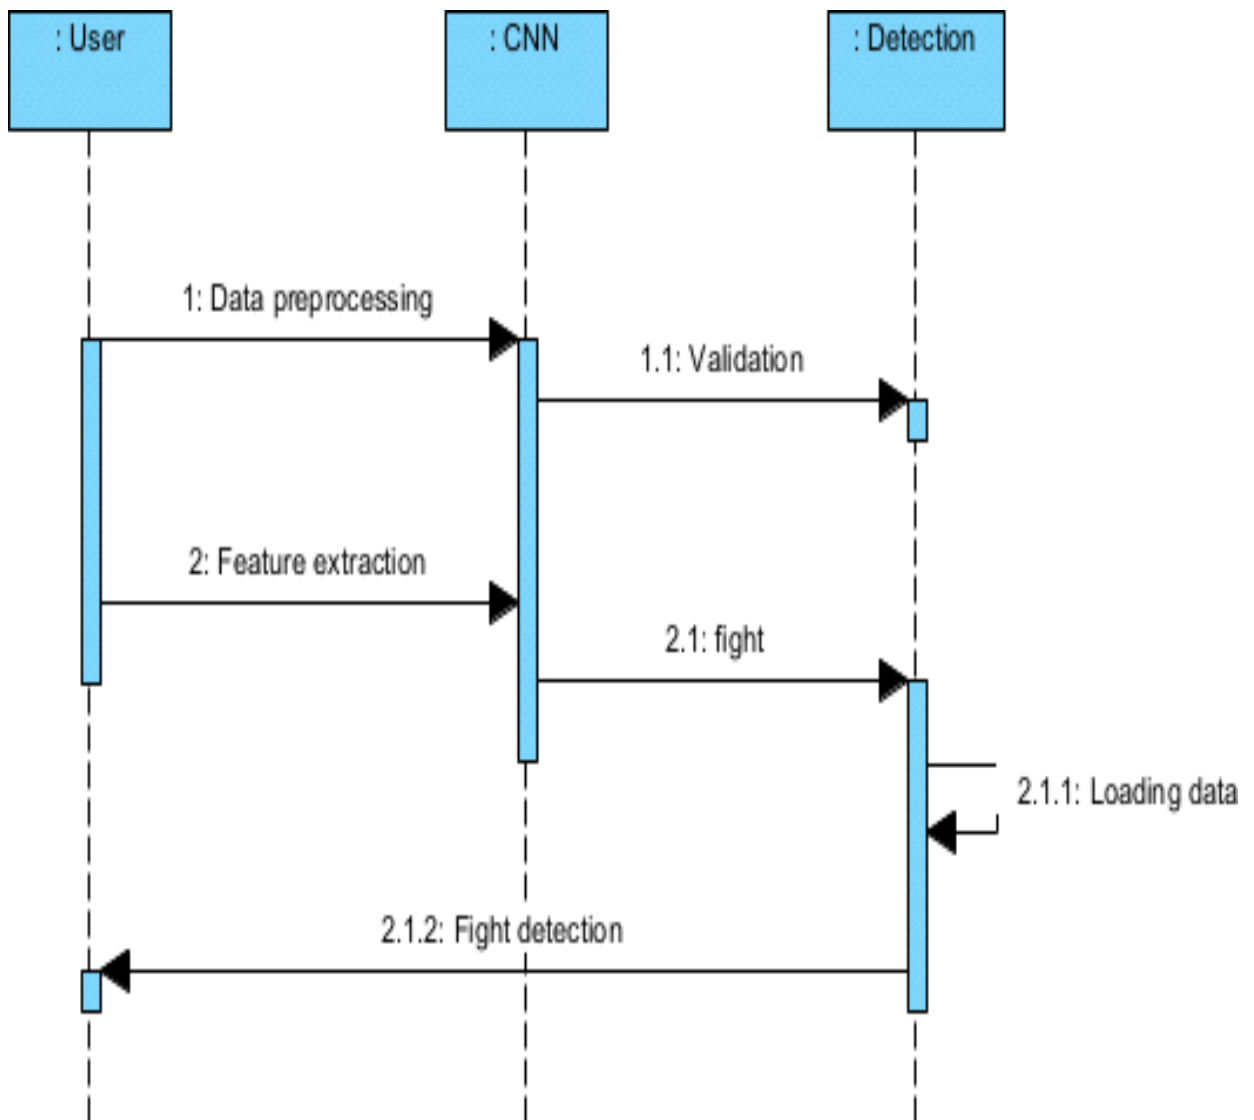 : User
: CNN
: Detection
1: Data preprocessing
1.1: Validation
2: Feature extraction
2.1: fight
2.1.1: Loading data
2.1.2: Fight detection